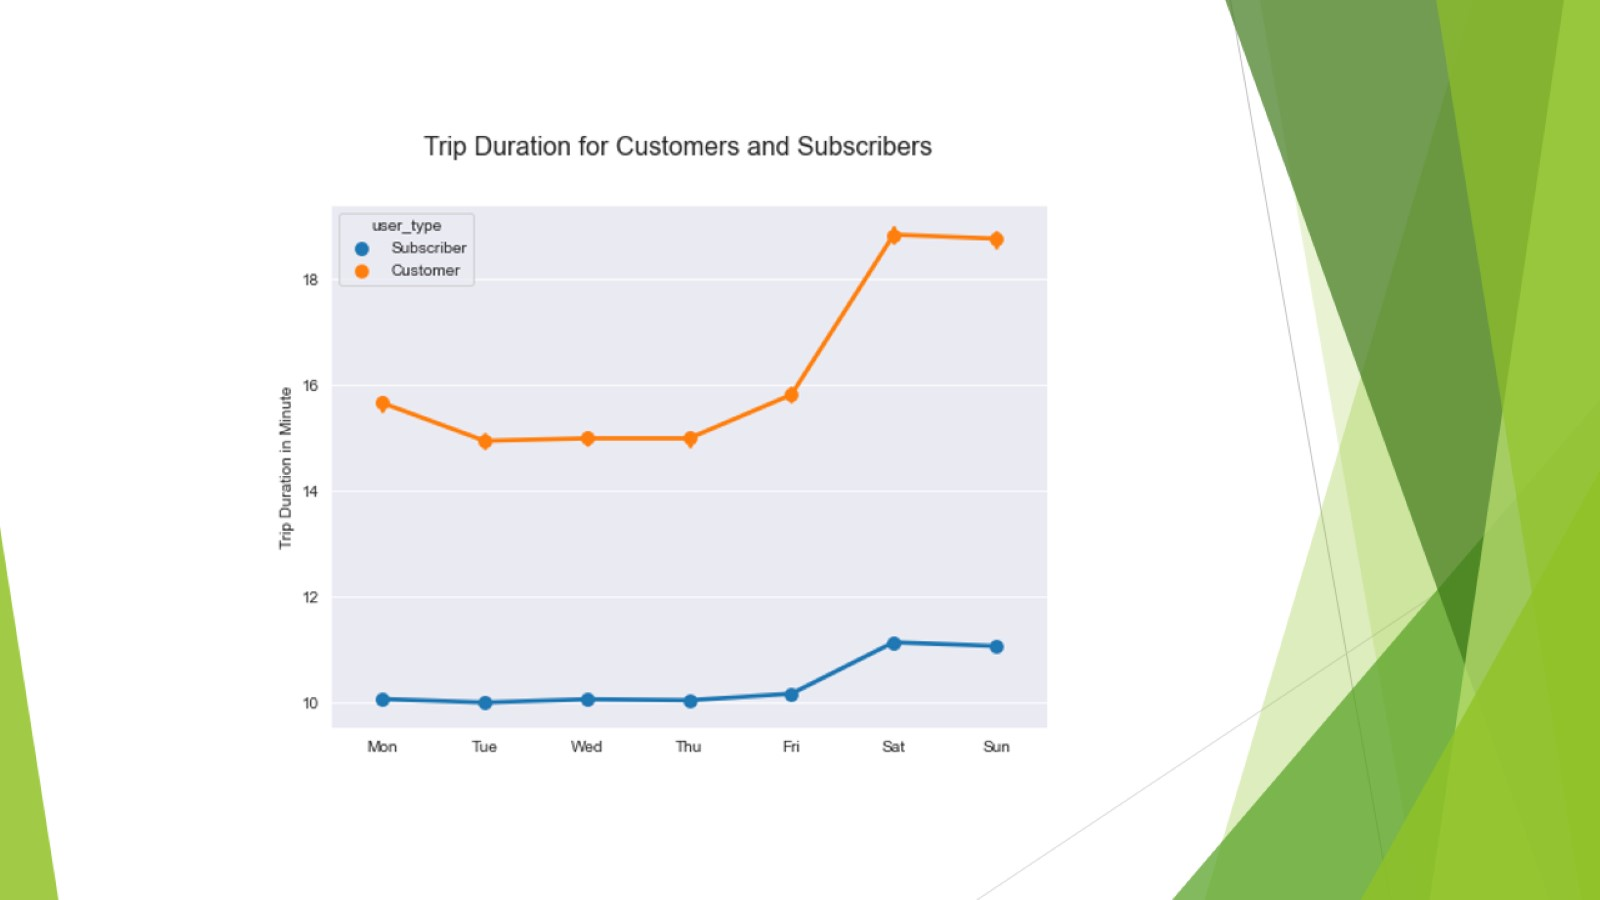 Trip Duration for Customers and Subscribers
user_type
Subscriber
Customer
Trip Duration in Minute
18
16
14
12
10
Mon Tue Wed Thu Fri Sat Sun